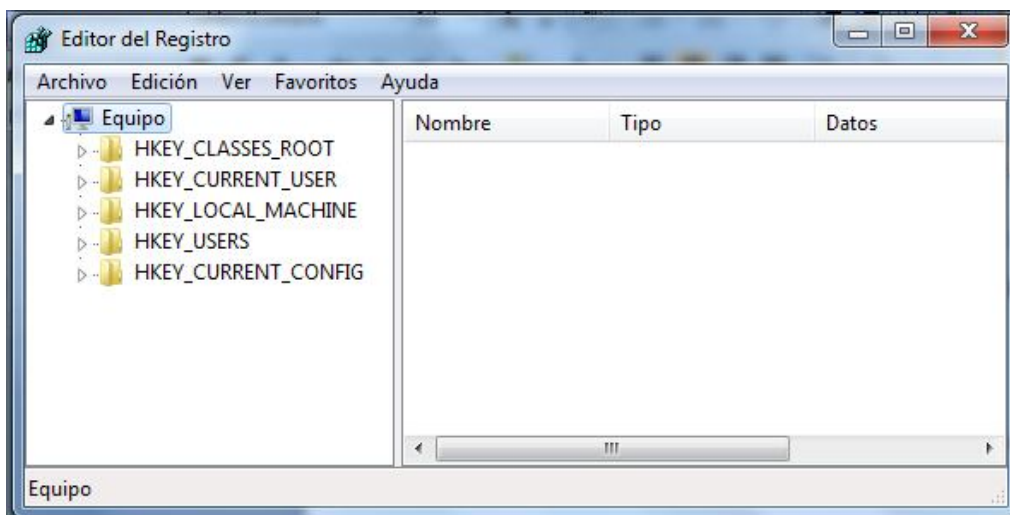 Editor del Registro
Archivo Edición Ver Favoritos Ayuda
Equipo
HKEY_CLASSES_ROOT
HKEY_CURRENT_USER
HKEY_LOCAL_MACHINE
HKEY_USERS
HKEY_CURRENT_CONFIG
Nombre Tipo Datos
Equipo